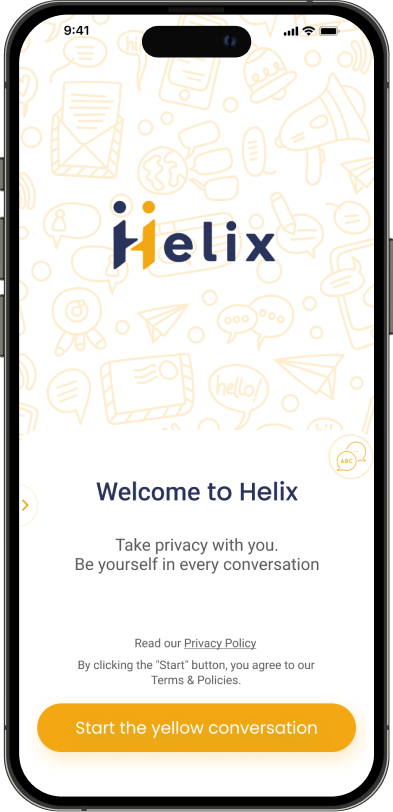 9:41
hi
Helix
hello!
ABC
Welcome to Helix
Take privacy with you.
Be yourself in every conversation
Read our Privacy Policy
By clicking the "Start" button, you agree to our
Terms & Policies.
Start the yellow conversation